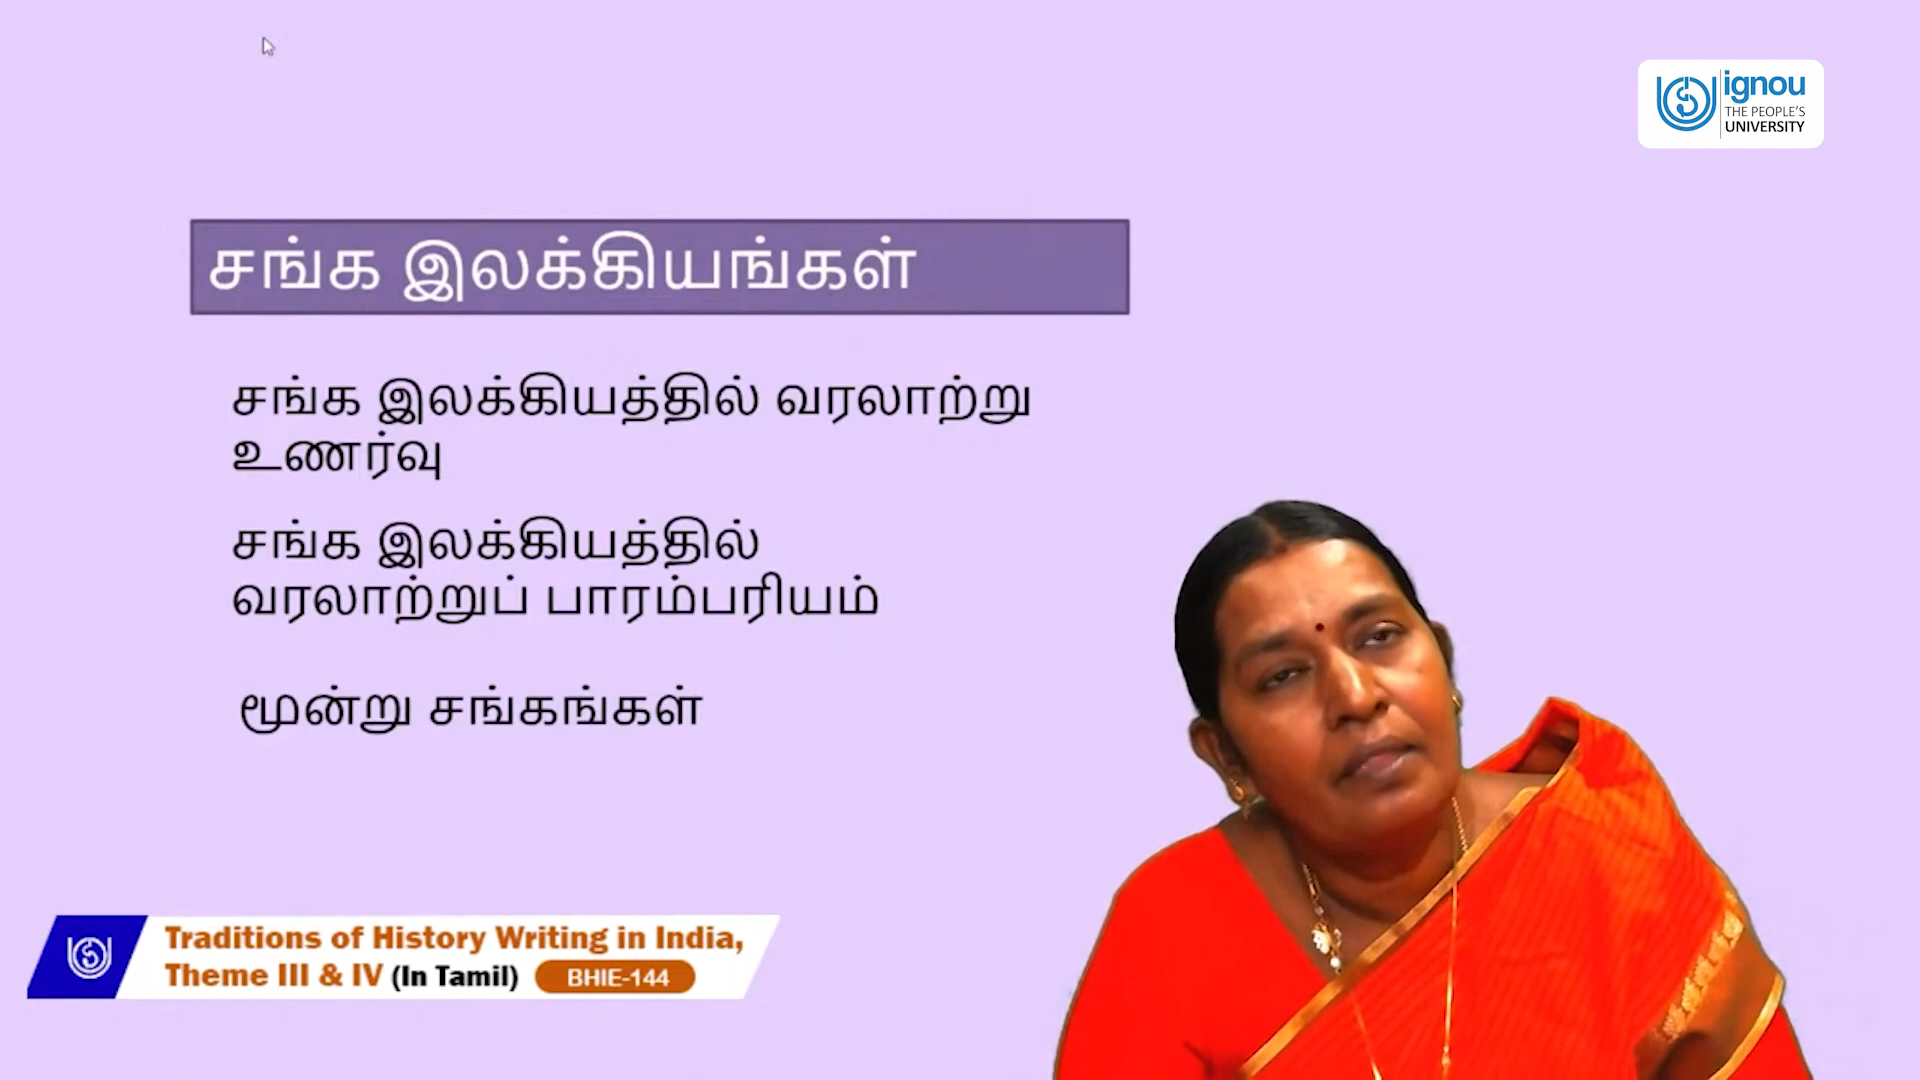 ignou
THE PEOPLE'S
UNIVERSITY
சங்க இலக்கியங்கள்
சங்க இலக்கியத்தில் வரலாற்று
உணர்வு
சங்க இலக்கியத்தில்
வரலாற்றுப் பாரம்பரியம்
மூன்று சங்கங்கள்
Traditions of History Writing in India,
Theme III & IV (In Tamil) BHIE-144